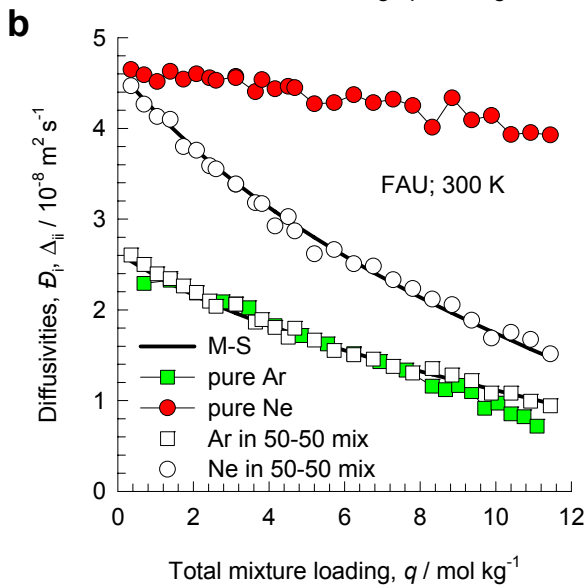 b
5
4
3
2
1
0
0
2
4
6
8
10
12
Diffusivities, Đi, Δii / 10-8 m2 s-1
FAU; 300 K
M-S
pure Ar
pure Ne
Ar in 50-50 mix
Ne in 50-50 mix
Total mixture loading, q / mol kg-1